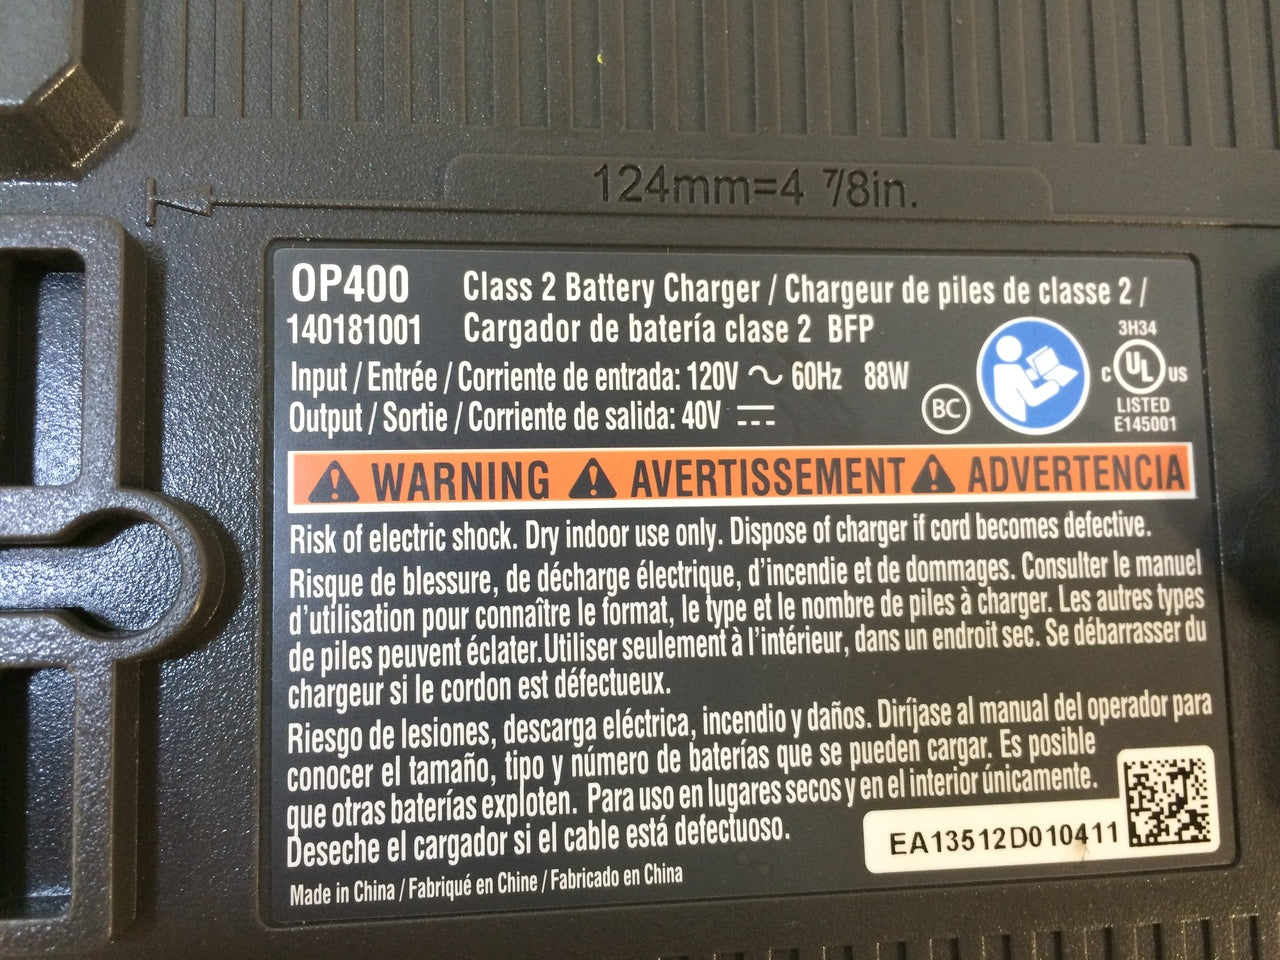 124mm=4 7/8in.
OP400 Class 2 Battery Charger / Chargeur de piles de classe 2 /
140181001 Cargador de batería clase 2 BFP
Input / Entrée / Corriente de entrada: 120V ~ 60Hz 88W
Output / Sortie / Corriente de salida: 40V ⎓
BC
3H34
C UL US
LISTED
E145001
WARNING AVERTISSEMENT ADVERTENCIA
Risk of electric shock. Dry indoor use only. Dispose of charger if cord becomes defective.
Risque de blessure, de décharge électrique, d'incendie et de dommages. Consulter le manuel
d'utilisation pour connaître le format, le type et le nombre de piles à charger. Les autres types
de piles peuvent éclater.Utiliser seulement à l'intérieur, dans un endroit sec. Se débarrasser du
chargeur si le cordon est défectueux.
Riesgo de lesiones, descarga eléctrica, incendio y daños. Diríjase al manual del operador para
conocer el tamaño, tipo y número de baterías que se pueden cargar. Es posible
que otras baterías exploten. Para uso en lugares secos y en el interior únicamente.
Deseche el cargador si el cable está defectuoso.
EA13512D010411
Made in China / Fabriqué en Chine / Fabricado en China